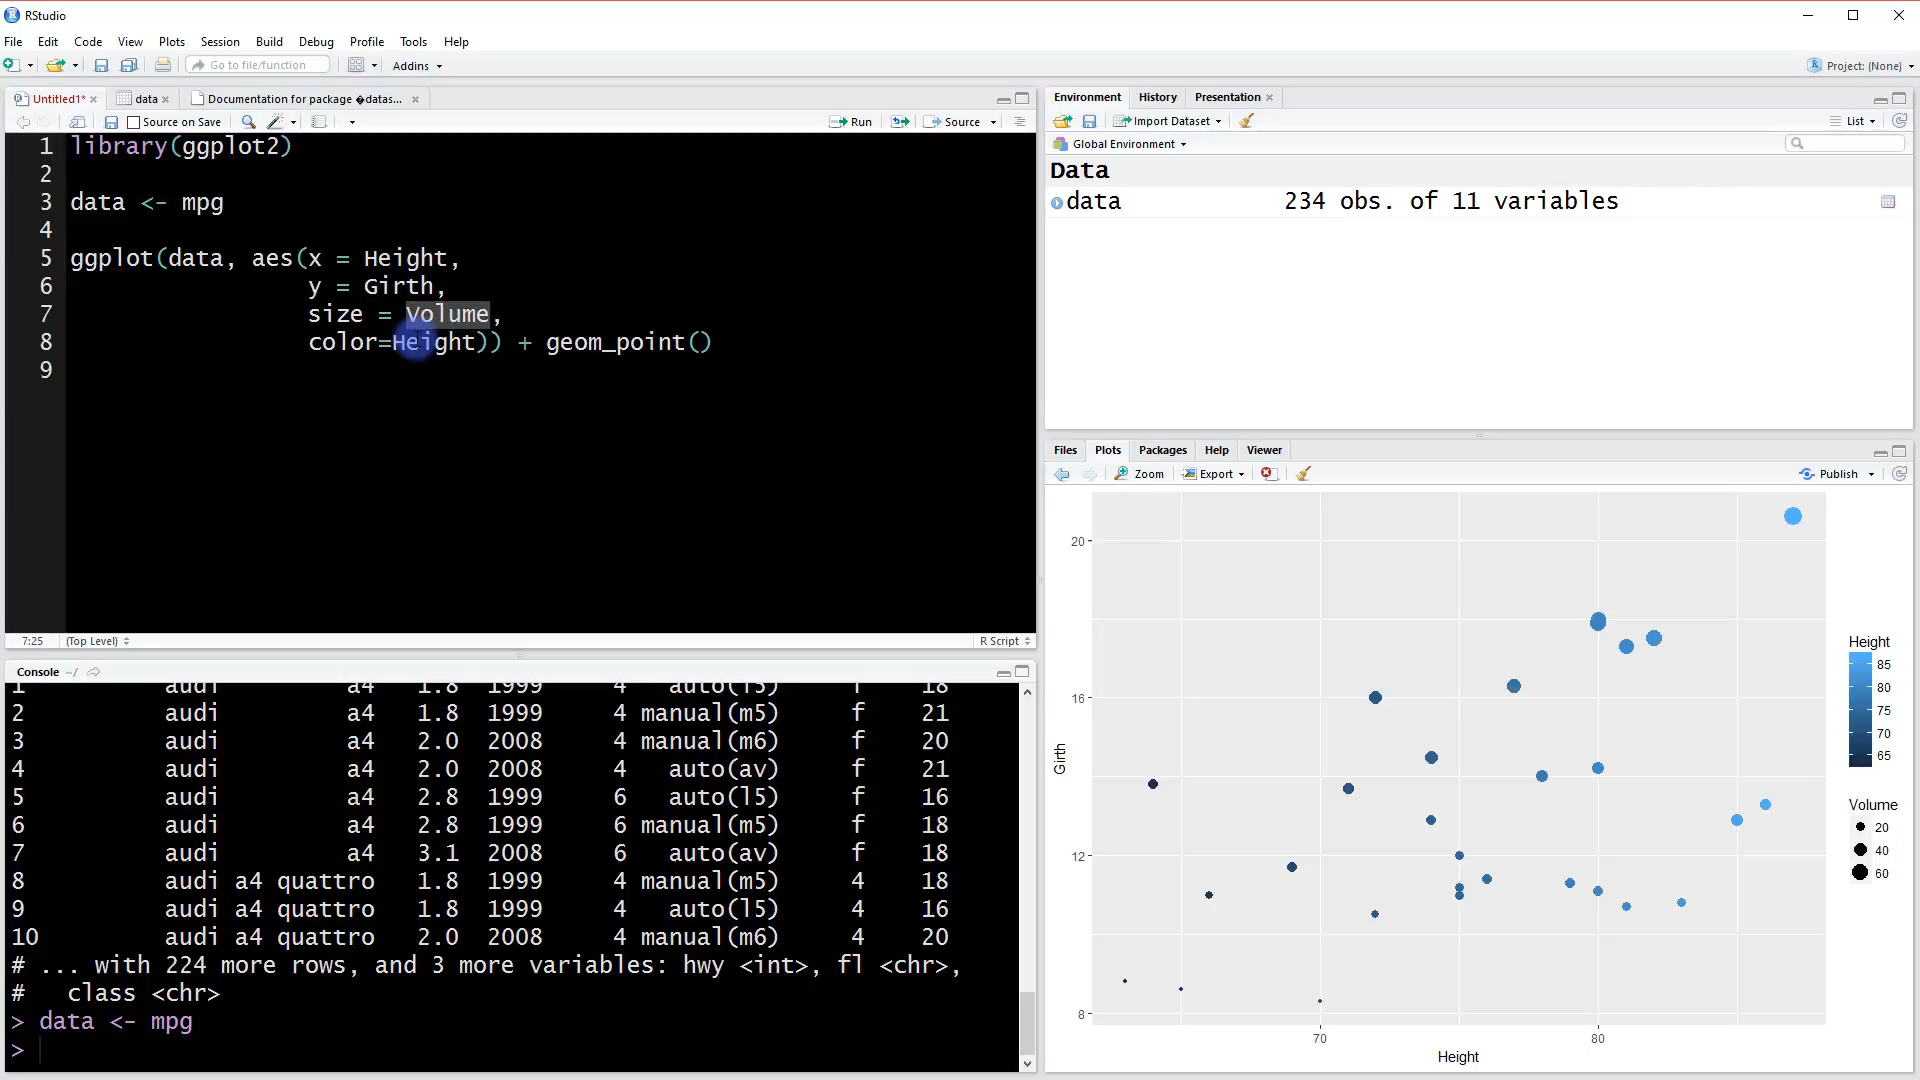 RStudio
File Edit Code View Plots Session Build Debug Profile Tools Help
Go to file/function Addins Project: (None)
Untitled1* data Documentation for package �datas...
Source on Save Run Source
1 library(ggplot2)
2
3 data <- mpg
4
5 ggplot(data, aes(x = Height,
6 y = Girth,
7 size = Volume,
8 color=Height)) + geom_point()
9
7:25 (Top Level) R Script
Console ~/
1 audi a4 1.8 1999 4 auto(l5) f 18
2 audi a4 1.8 1999 4 manual(m5) f 21
3 audi a4 2.0 2008 4 manual(m6) f 20
4 audi a4 2.0 2008 4 auto(av) f 21
5 audi a4 2.8 1999 6 auto(l5) f 16
6 audi a4 2.8 1999 6 manual(m5) f 18
7 audi a4 3.1 2008 6 auto(av) f 18
8 audi a4 quattro 1.8 1999 4 manual(m5) 4 18
9 audi a4 quattro 1.8 1999 4 auto(l5) 4 16
10 audi a4 quattro 2.0 2008 4 manual(m6) 4 20
# ... with 224 more rows, and 3 more variables: hwy <int>, fl <chr>,
# class <chr>
> data <- mpg
>
Environment History Presentation
Import Dataset List
Global Environment
Data
data 234 obs. of 11 variables
Files Plots Packages Help Viewer
Zoom Export Publish
20
16
12
8
Girth
70 80
Height
Height
85
80
75
70
65
Volume
20
40
60